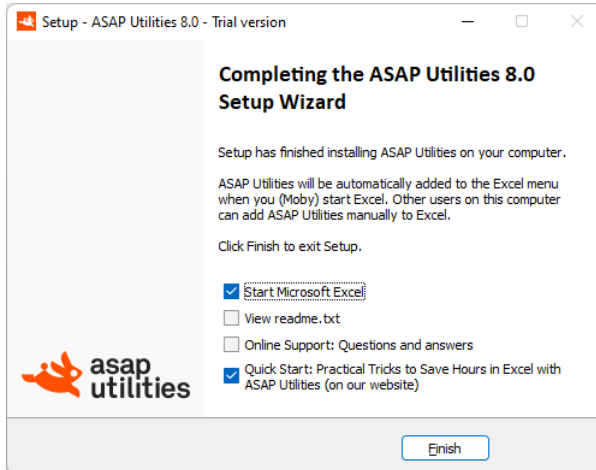 Setup - ASAP Utilities 8.0 - Trial version
Completing the ASAP Utilities 8.0
Setup Wizard
Setup has finished installing ASAP Utilities on your computer.
ASAP Utilities will be automatically added to the Excel menu
when you (Moby) start Excel. Other users on this computer
can add ASAP Utilities manually to Excel.
Click Finish to exit Setup.
Start Microsoft Excel
View readme.txt
Online Support: Questions and answers
Quick Start: Practical Tricks to Save Hours in Excel with
ASAP Utilities (on our website)
asap
utilities
Finish